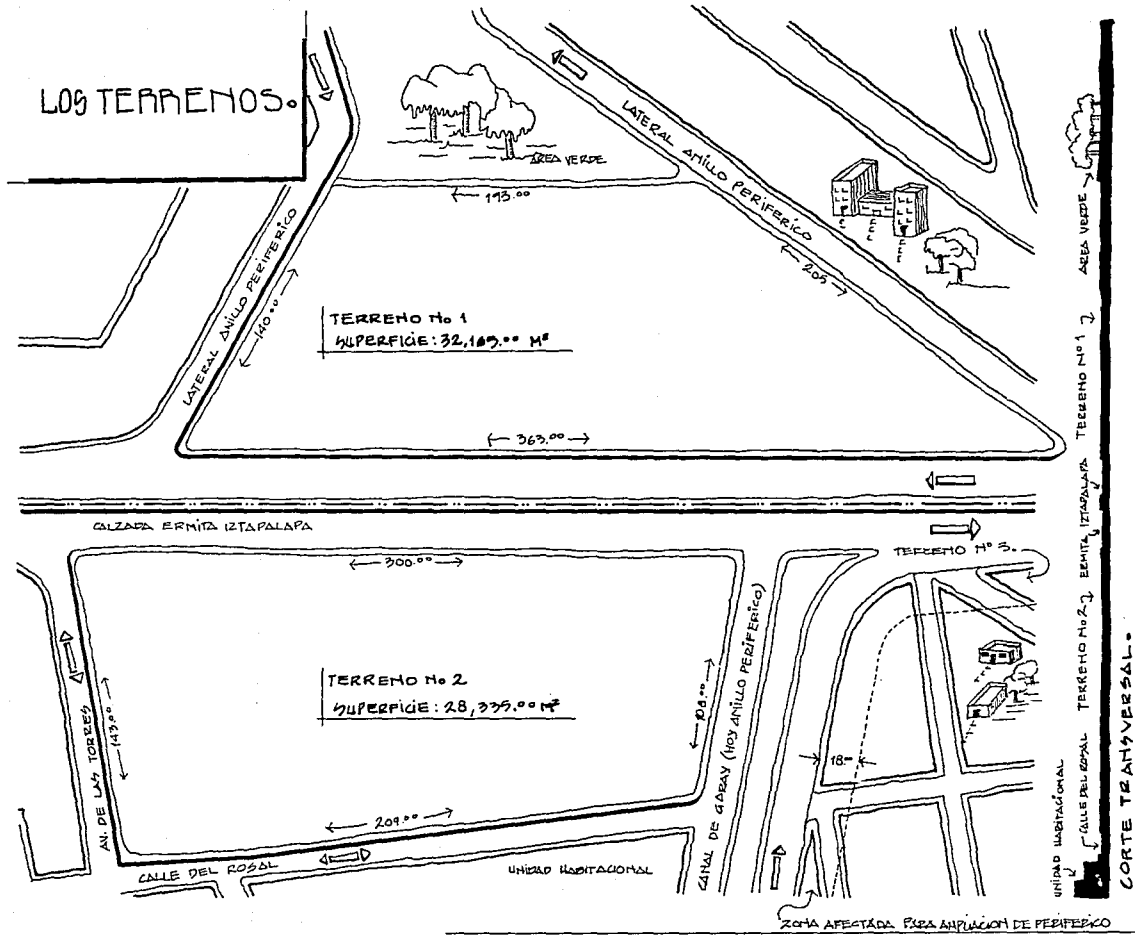 LOS TERRENOS.
AREA VERDE
193.00
LATERAL ANILLO PERIFERICO
205
LATERAL ANILLO PERIFERICO
140.00
TERRENO No 1
SUPERFICIE: 32,165.00 M²
363.00
CALZADA ERMITA IZTAPALAPA
300.00
TERRENO Nº 3.
TERRENO No 2
SUPERFICIE: 28,335.00 M²
AV. DE LAS TORRES
143.00
108.00
CANAL DE GARAY (HOY ANILLO PERIFERICO)
18.-
209.00
CALLE DEL ROSAL
UNIDAD HABITACIONAL
ZONA AFECTADA PARA AMPLIACION DE PERIFERICO
UNIDAD HABITACIONAL
CALLE DEL ROSAL
TERRENO No 2
ERMITA IZTAPALAPA
TERRENO Nº 1
AREA VERDE
CORTE TRANSVERSAL.